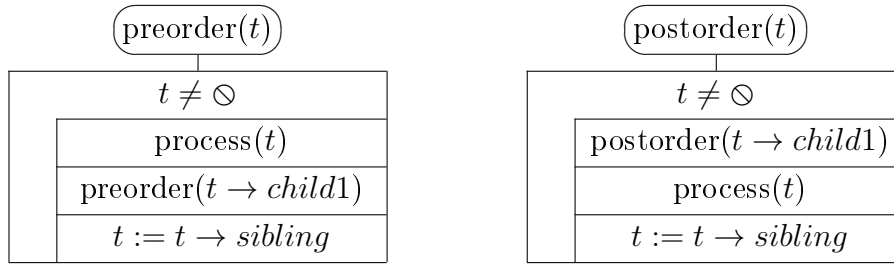 preorder(t)
t ≠ ⦸
process(t)
preorder(t → child1)
t := t → sibling
postorder(t)
t ≠ ⦸
postorder(t → child1)
process(t)
t := t → sibling